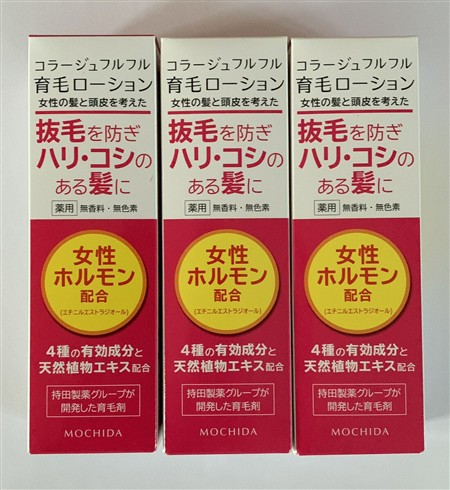 コラージュフルフル
育毛ローション
女性の髪と頭皮を考えた
抜毛を防ぎ
ハリ・コシの
ある髪に
薬用 無香料・無色素
女性
ホルモン
配合
(エチニルエストラジオール)
4種の有効成分と
天然植物エキス配合
持田製薬グループが
開発した育毛剤
MOCHIDA
コラージュフルフル
育毛ローション
女性の髪と頭皮を考えた
抜毛を防ぎ
ハリ・コシの
ある髪に
薬用 無香料・無色素
女性
ホルモン
配合
(エチニルエストラジオール)
4種の有効成分と
天然植物エキス配合
持田製薬グループが
開発した育毛剤
MOCHIDA
コラージュフルフル
育毛ローション
女性の髪と頭皮を考えた
抜毛を防ぎ
ハリ・コシの
ある髪に
薬用 無香料・無色素
女性
ホルモン
配合
(エチニルエストラジオール)
4種の有効成分と
天然植物エキス配合
持田製薬グループが
開発した育毛剤
MOCHIDA